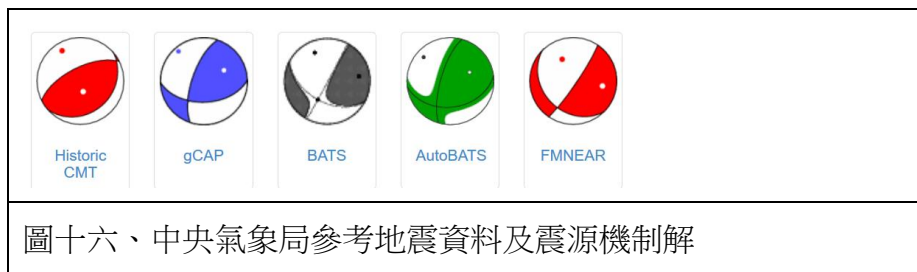 Historic
CMT
gCAP
BATS
AutoBATS
FMNEAR
圖十六、中央氣象局參考地震資料及震源機制解